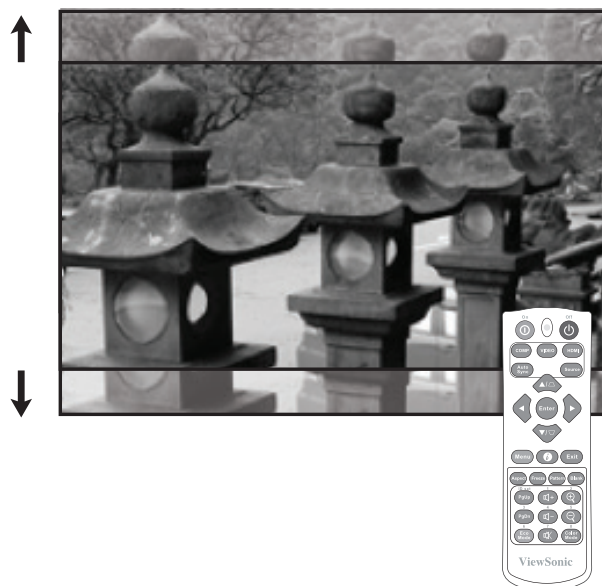 On
Off
COMP
VIDEO
HDMI
Auto
Sync
Source
Enter
Menu
Exit
Aspect
Freeze
Pattern
Blank
PgUp
PgDn
Eco
Mode
Color
Mode
ViewSonic